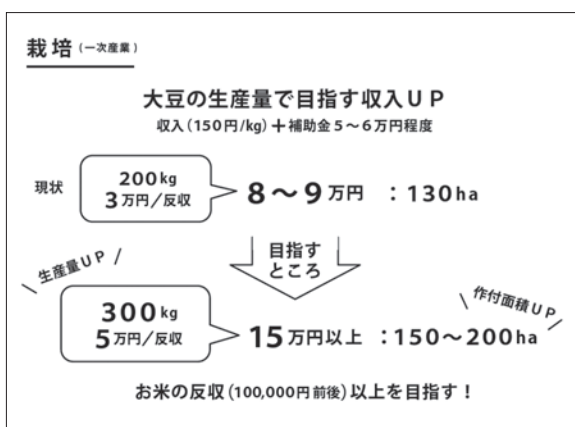 栽培(一次産業)
大豆の生産量で目指す収入UP
収入(150円/kg)+補助金5～6万円程度
現状
200kg
3万円/反収
8～9万円 :130ha
目指す
ところ
\ 生産量UP /
300kg
5万円/反収
15万円以上 :150～200ha
\ 作付面積UP /
お米の反収(100,000円前後)以上を目指す!